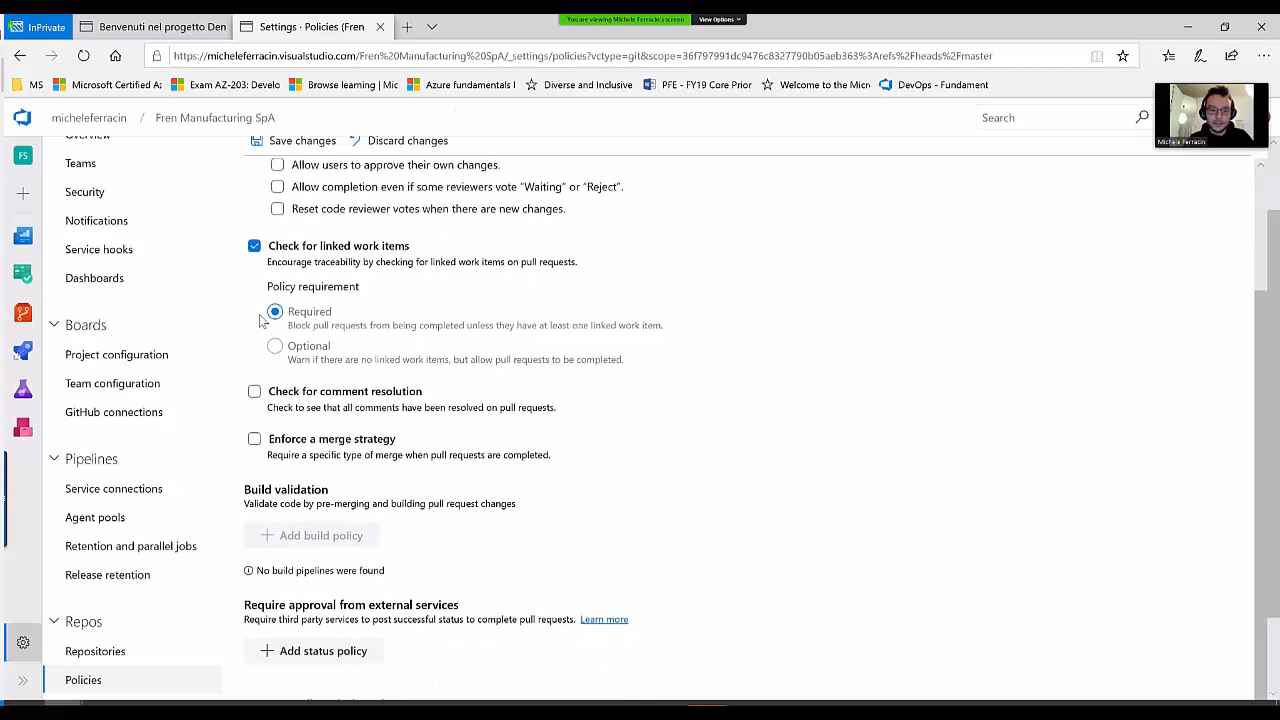 InPrivate
Benvenuti nel progetto Den
Settings - Policies (Fren
You are viewing Michele Ferracin's screen
View Options
https://micheleferracin.visualstudio.com/Fren%20Manufacturing%20SpA/_settings/policies?vctype=git&scope=36f797991dc947c6c8327790b05aeb363%3Arefs%2Fheads%2Fmaster
MS
Microsoft Certified Az
Exam AZ-203: Develo
Browse learning | Mic
Azure fundamentals l
Diverse and Inclusive
PFE - FY19 Core Prior
Welcome to the Micr
DevOps - Fundament
micheleferracin / Fren Manufacturing SpA
Search
Michele Ferracin
FS
Overview
Teams
Security
Notifications
Service hooks
Dashboards
Boards
Project configuration
Team configuration
GitHub connections
Pipelines
Service connections
Agent pools
Retention and parallel jobs
Release retention
Repos
Repositories
Policies
Save changes
Discard changes
Allow users to approve their own changes.
Allow completion even if some reviewers vote "Waiting" or "Reject".
Reset code reviewer votes when there are new changes.
Check for linked work items
Encourage traceability by checking for linked work items on pull requests.
Policy requirement
Required
Block pull requests from being completed unless they have at least one linked work item.
Optional
Warn if there are no linked work items, but allow pull requests to be completed.
Check for comment resolution
Check to see that all comments have been resolved on pull requests.
Enforce a merge strategy
Require a specific type of merge when pull requests are completed.
Build validation
Validate code by pre-merging and building pull request changes
Add build policy
No build pipelines were found
Require approval from external services
Require third party services to post successful status to complete pull requests. Learn more
Add status policy